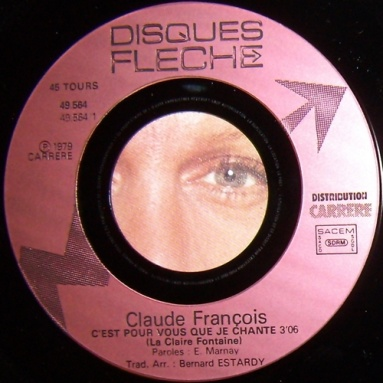 DISQUES
FLECHE
45 TOURS
49.584
49.584 1
℗ 1979
CARRERE
DISTRIBUTION
CARRERE
SACEM
SDRM
Claude François
C'EST POUR VOUS QUE JE CHANTE 3'06
(La Claire Fontaine)
Paroles : E. Marnay
Trad. Arr. : Bernard ESTARDY